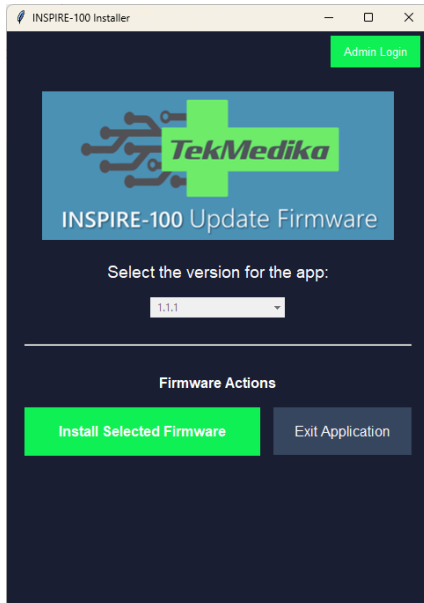 INSPIRE-100 Installer
Admin Login
TekMedika
INSPIRE-100 Update Firmware
Select the version for the app:
1.1.1
Firmware Actions
Install Selected Firmware
Exit Application